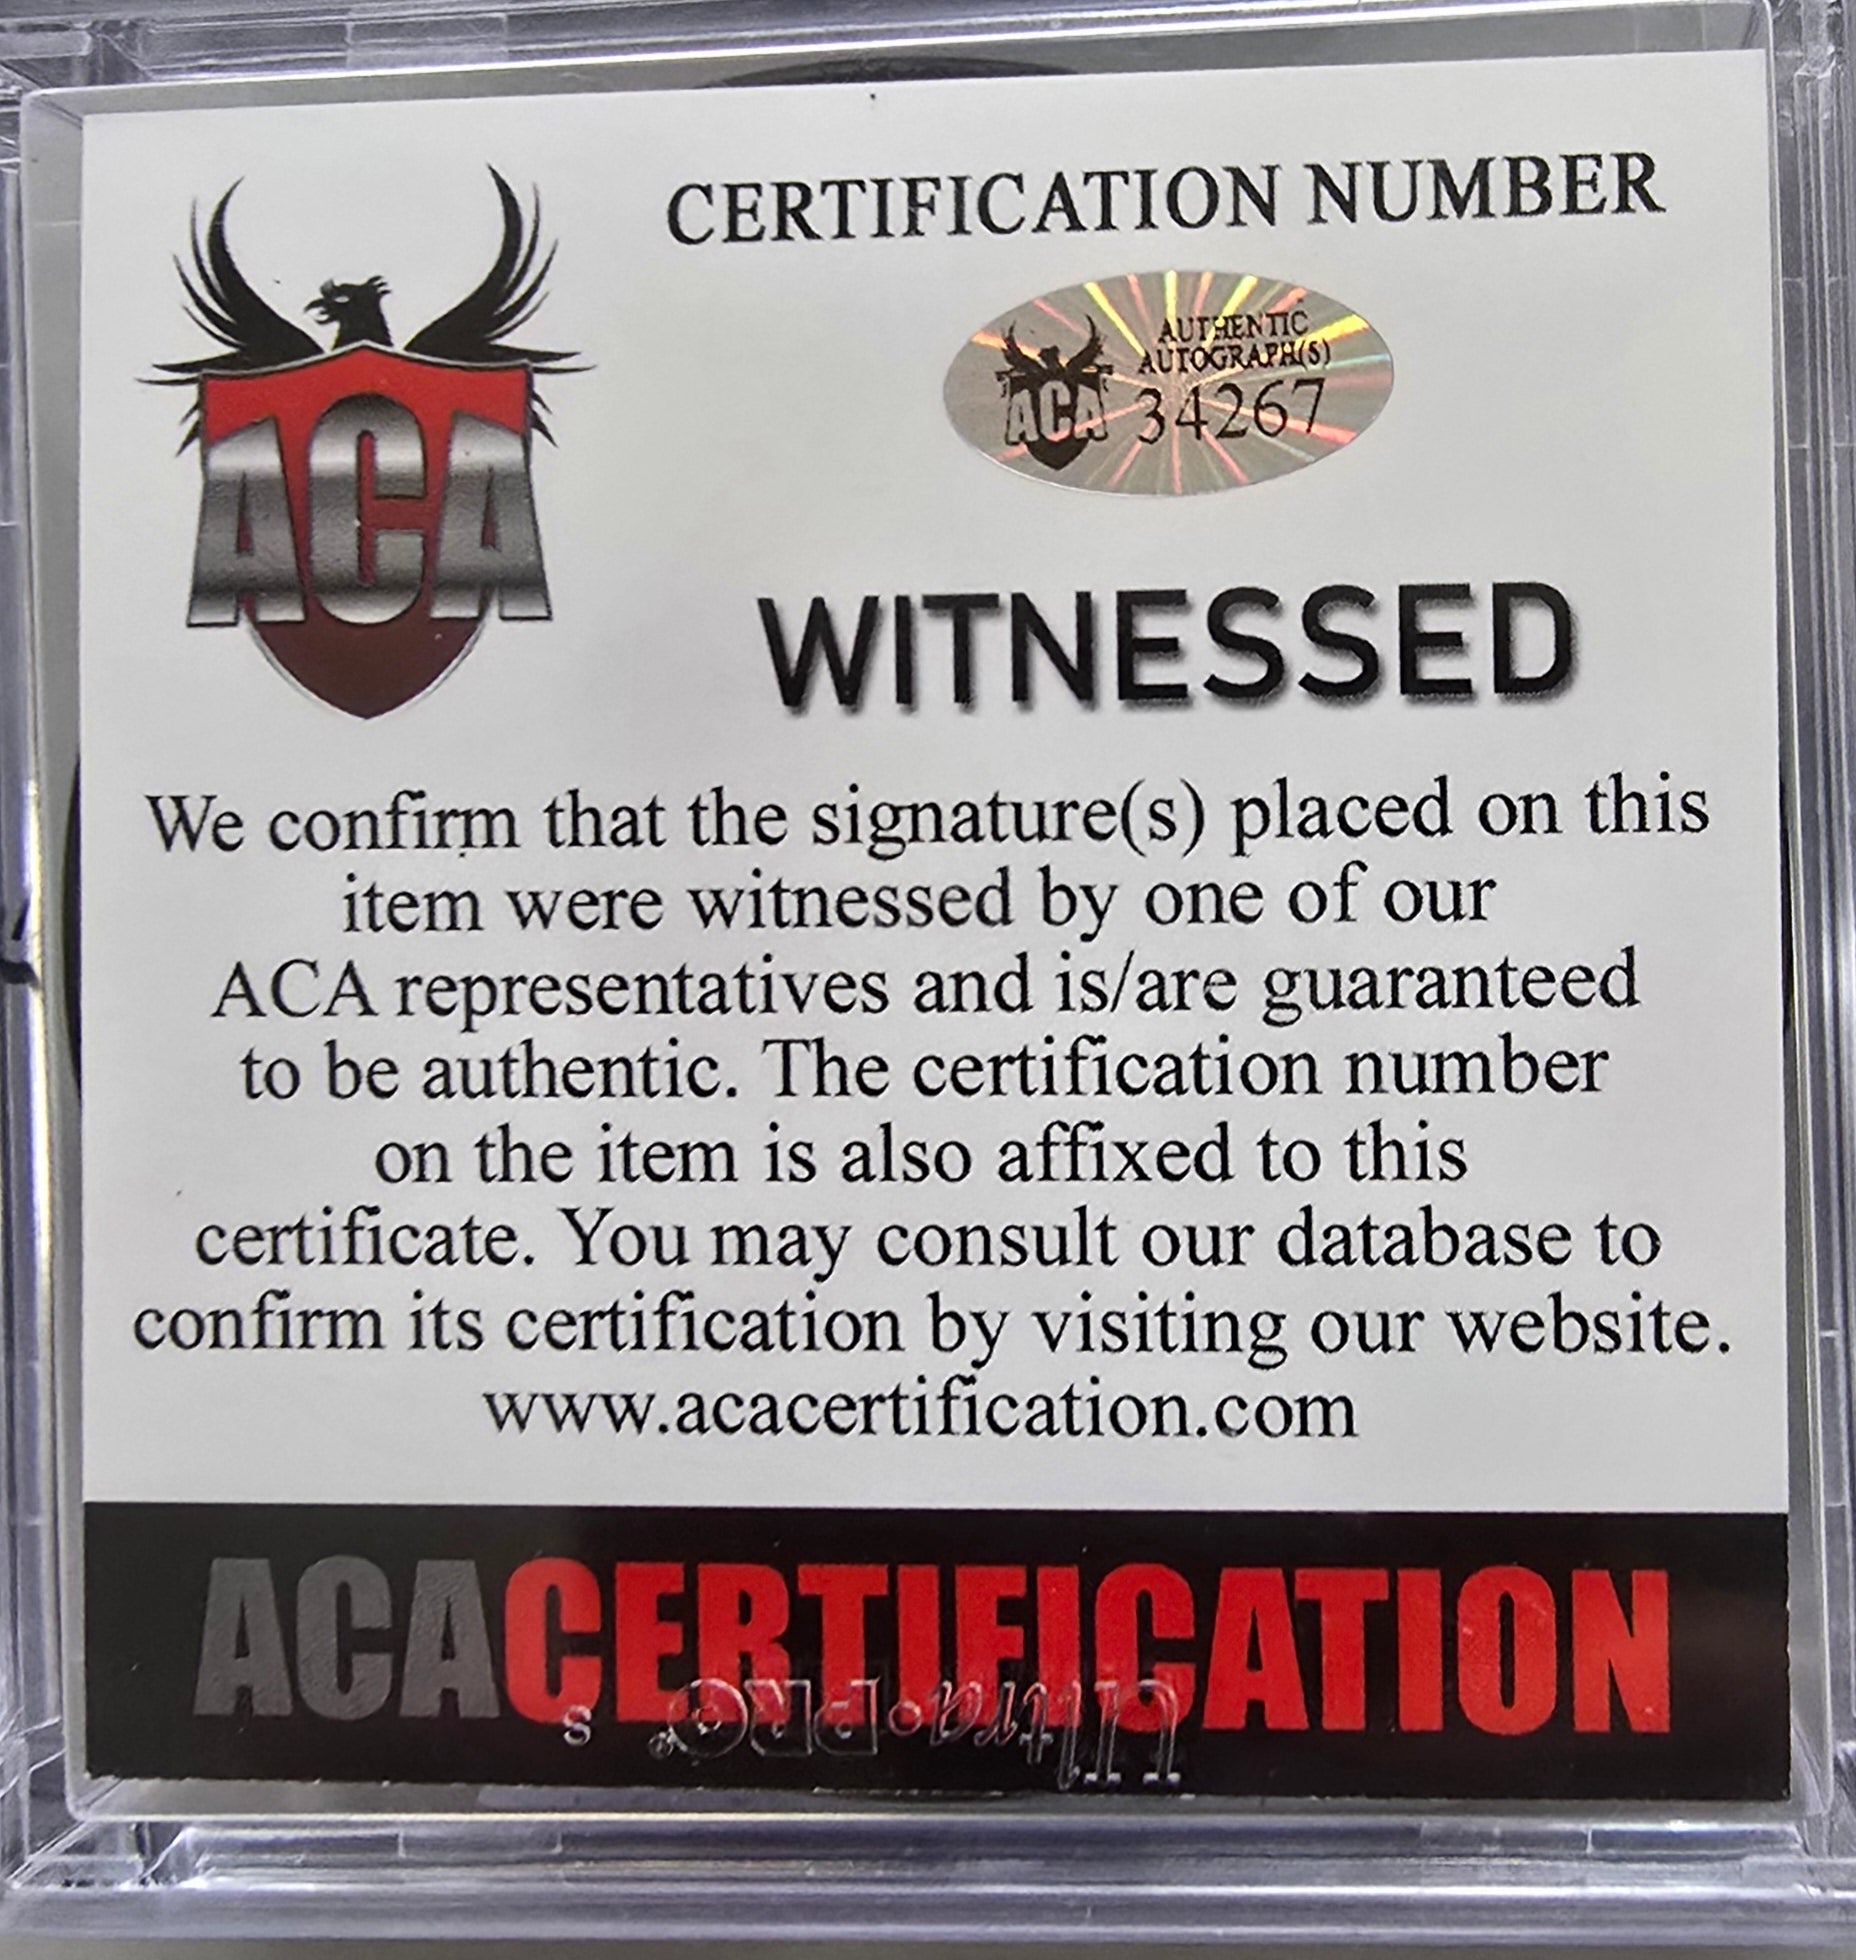 CERTIFICATION NUMBER
ACA
AUTHENTIC
AUTOGRAPH(S)
ACA 34267
WITNESSED
We confirm that the signature(s) placed on this
item were witnessed by one of our
ACA representatives and is/are guaranteed
to be authentic. The certification number
on the item is also affixed to this
certificate. You may consult our database to
confirm its certification by visiting our website.
www.acacertification.com
ACACERTIFICATION
Ultra·PRO® S